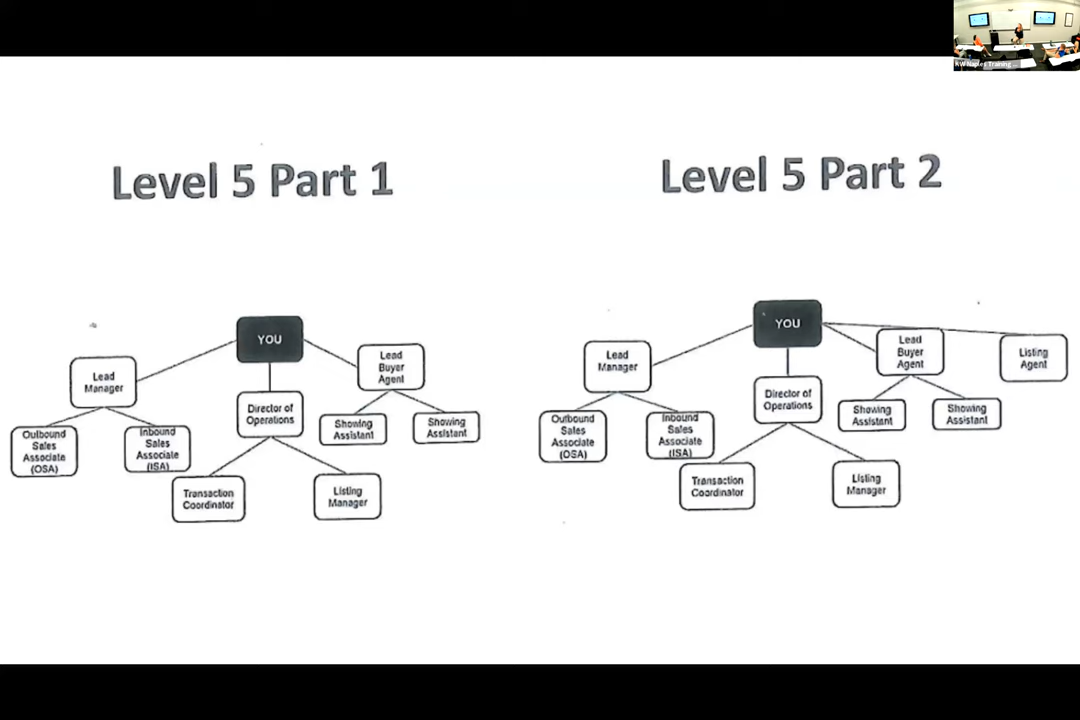 KW Naples Training ...
Level 5 Part 1
YOU
Lead
Manager
Lead
Buyer
Agent
Director of
Operations
Outbound
Sales
Associate
(OSA)
Inbound
Sales
Associate
(ISA)
Showing
Assistant
Showing
Assistant
Transaction
Coordinator
Listing
Manager
Level 5 Part 2
YOU
Lead
Manager
Lead
Buyer
Agent
Listing
Agent
Director of
Operations
Outbound
Sales
Associate
(OSA)
Inbound
Sales
Associate
(ISA)
Showing
Assistant
Showing
Assistant
Transaction
Coordinator
Listing
Manager